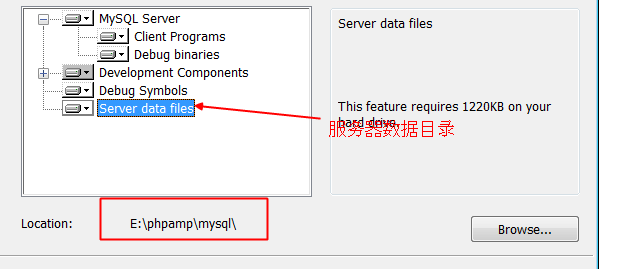 MySQL Server
Client Programs
Debug binaries
Development Components
Debug Symbols
Server data files
Server data files
This feature requires 1220KB on your
hard drive.
服务器数据目录
Location:
E:\phpamp\mysql\
Browse...